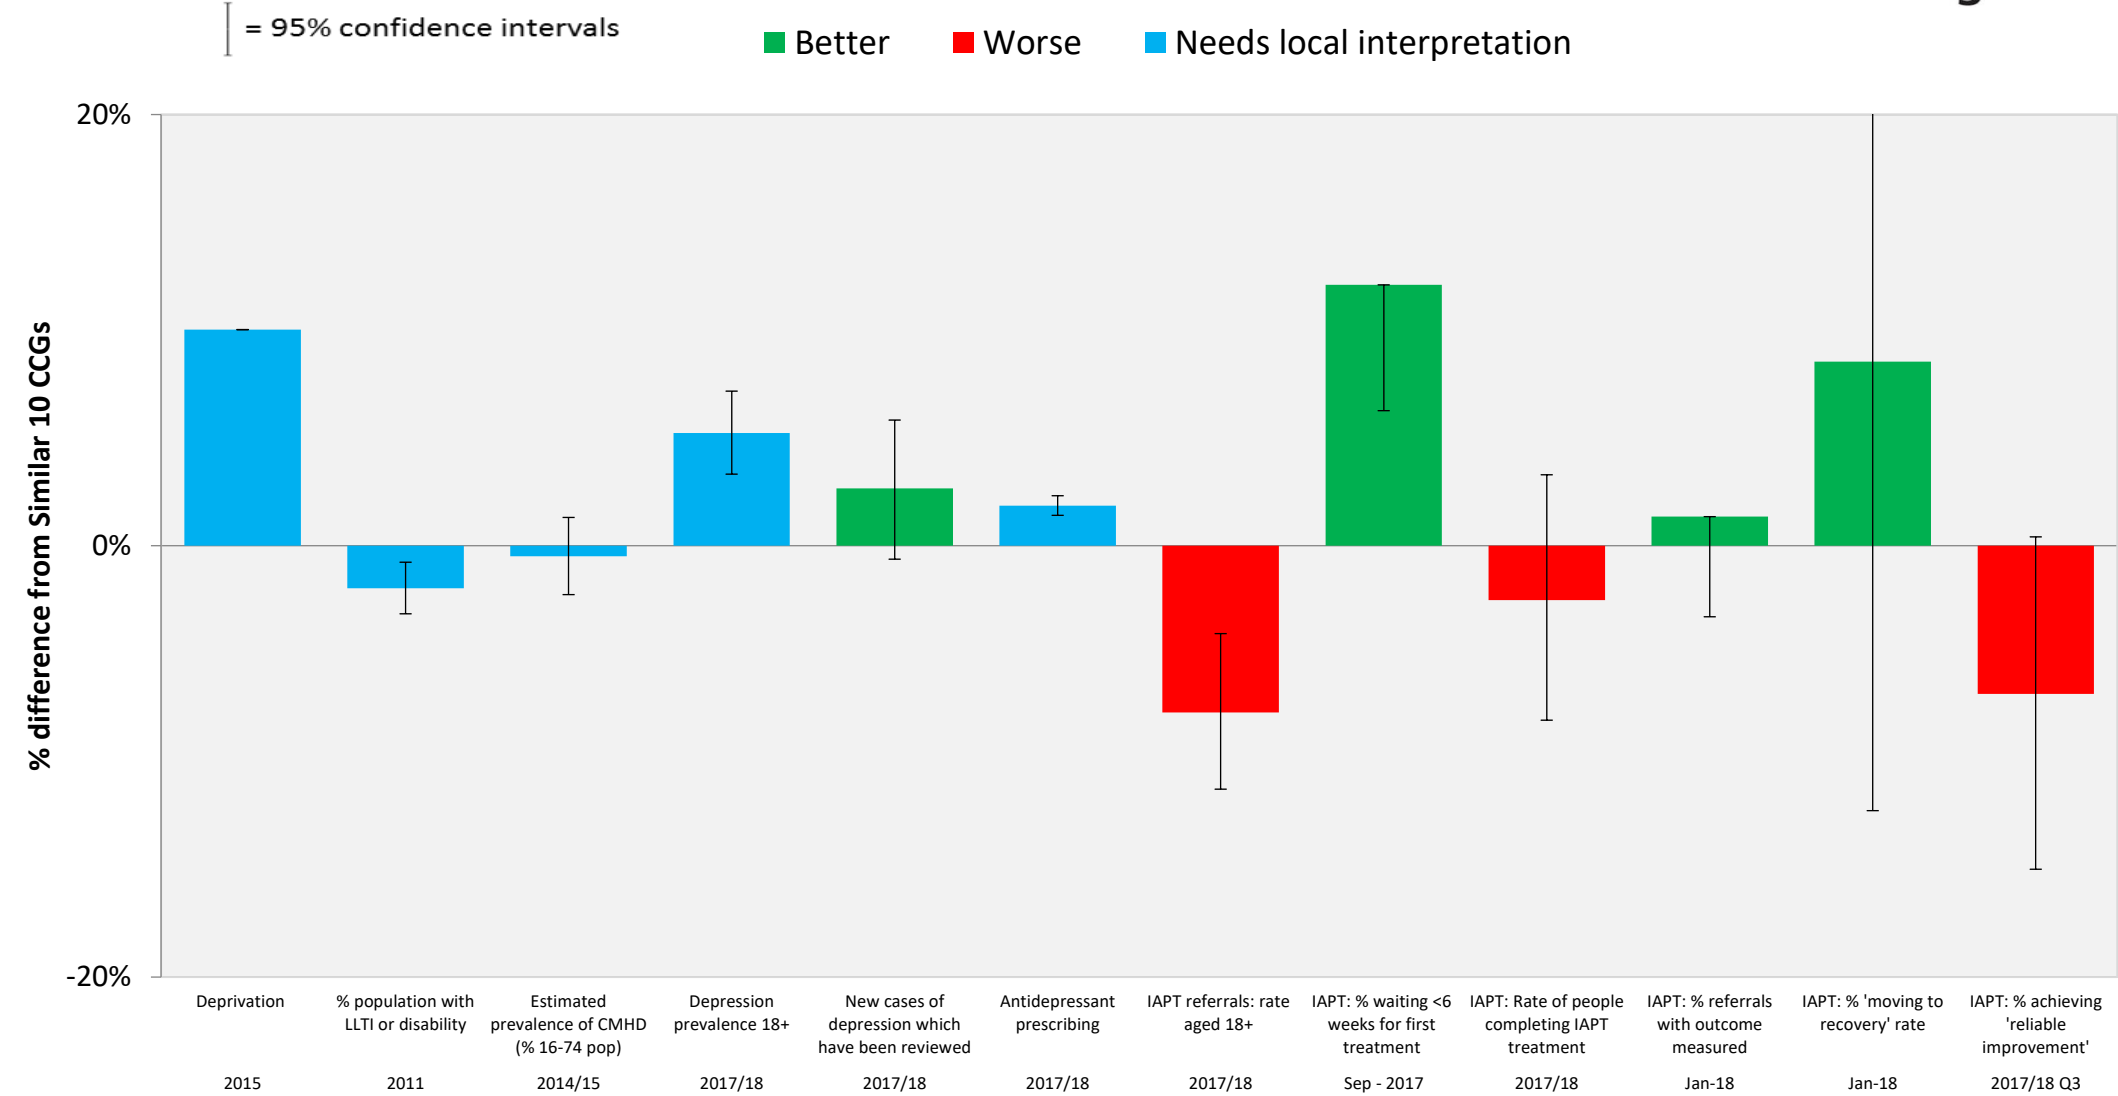 = 95% confidence intervals
Better
Worse
Needs local interpretation
20%
0%
-20%
% difference from Similar 10 CCGs
Deprivation
2015
% population with
LLTI or disability
2011
Estimated
prevalence of CMHD
(% 16-74 pop)
2014/15
Depression
prevalence 18+
2017/18
New cases of
depression which
have been reviewed
2017/18
Antidepressant
prescribing
2017/18
IAPT referrals: rate
aged 18+
2017/18
IAPT: % waiting <6
weeks for first
treatment
Sep - 2017
IAPT: Rate of people
completing IAPT
treatment
2017/18
IAPT: % referrals
with outcome
measured
Jan-18
IAPT: % 'moving to
recovery' rate
Jan-18
IAPT: % achieving
'reliable
improvement'
2017/18 Q3